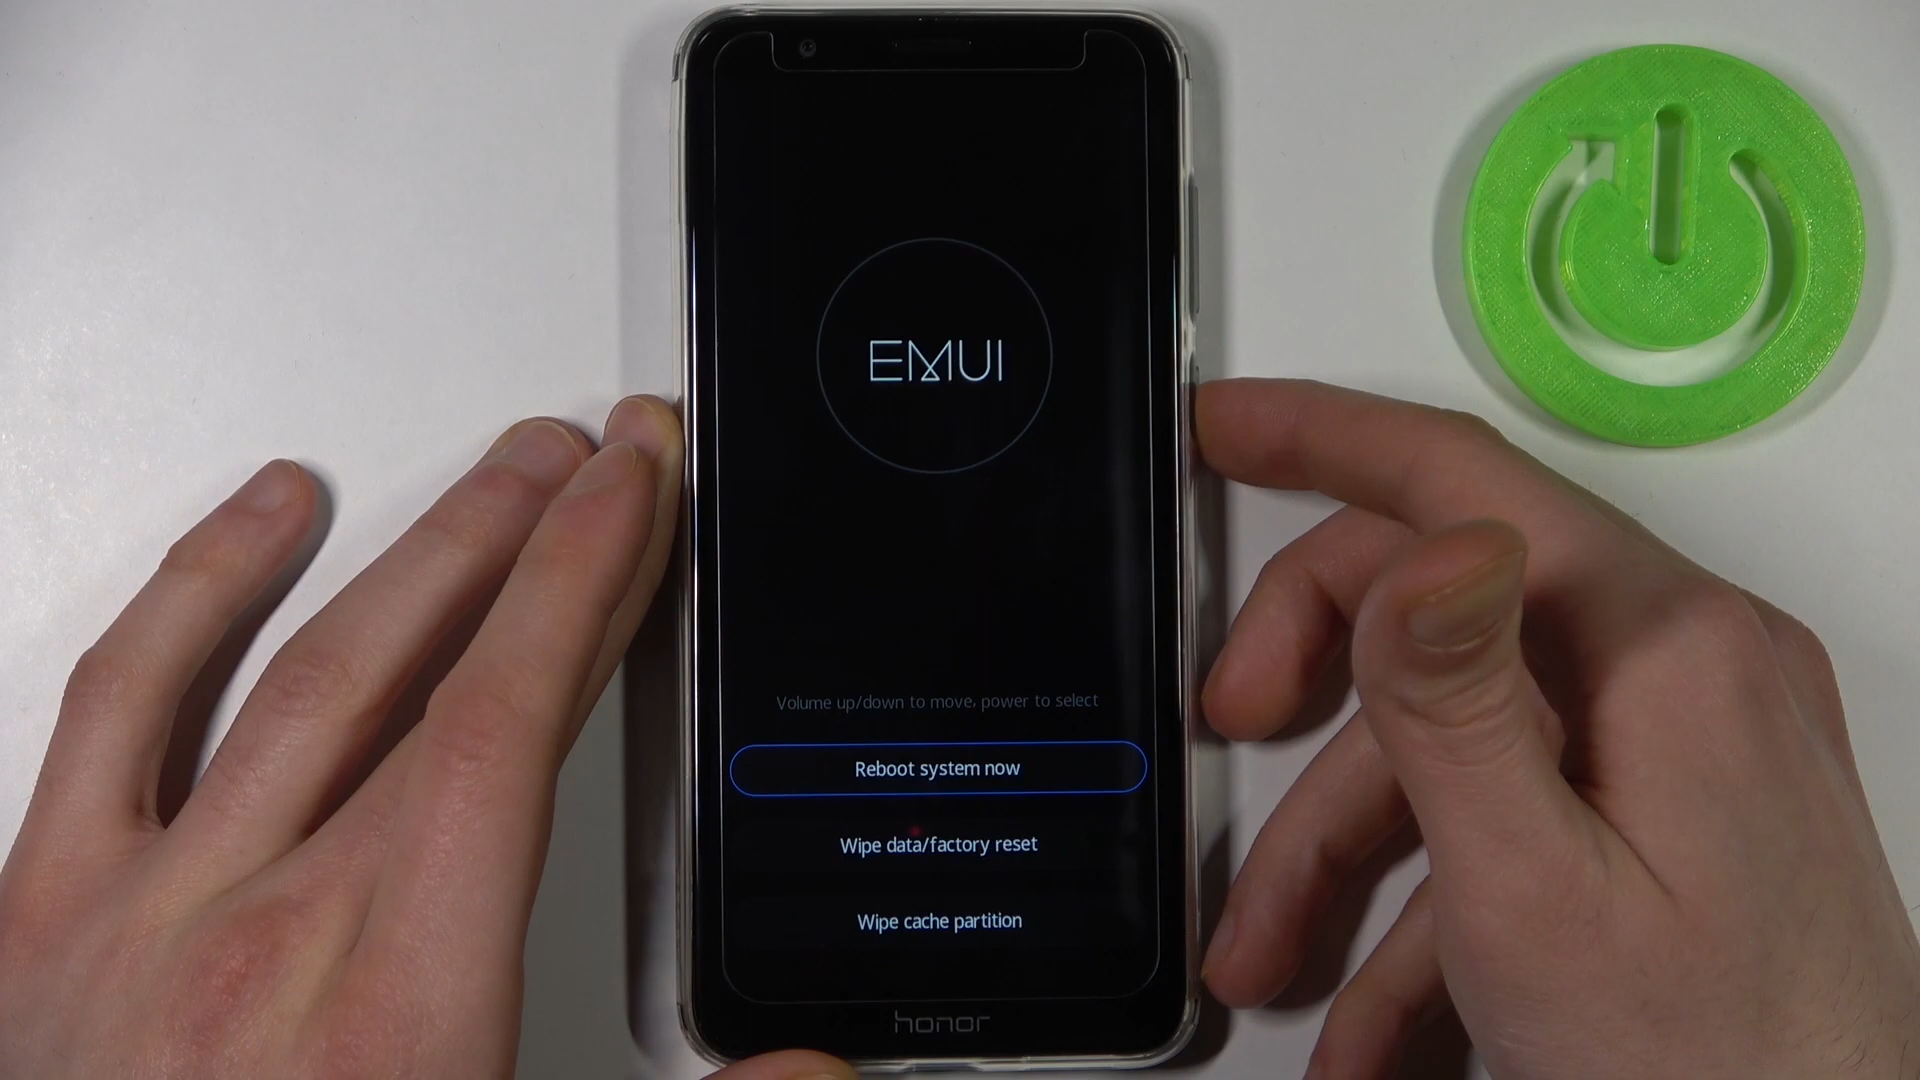 EMUI
Volume up/down to move, power to select
Reboot system now
Wipe data/factory reset
Wipe cache partition
honor